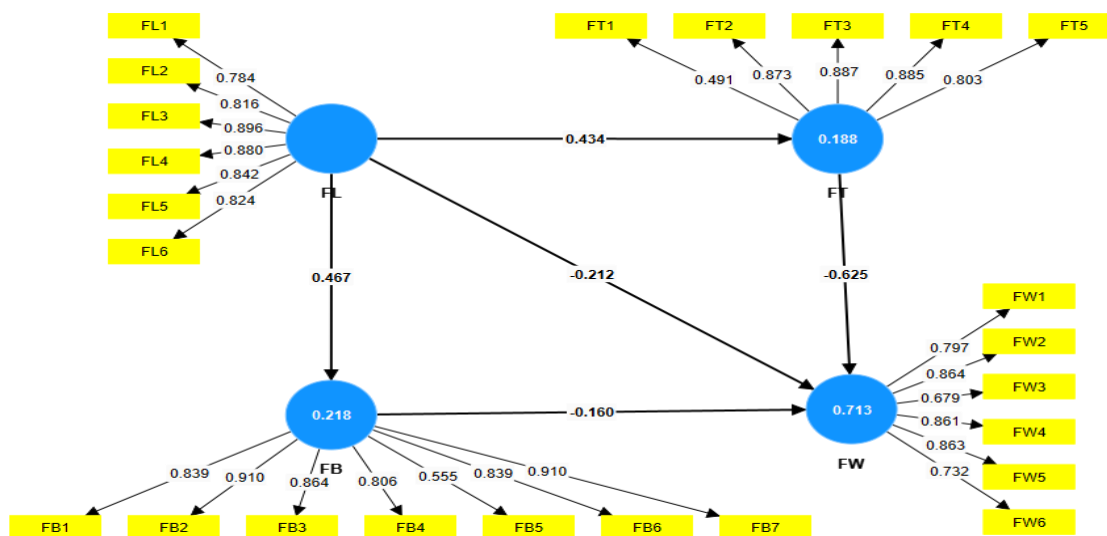 FL1
FL2
FL3
FL4
FL5
FL6
0.784
0.816
0.896
0.880
0.842
0.824
FL
FT1
FT2
FT3
FT4
FT5
0.491
0.873
0.887
0.885
0.803
0.434
0.188
FT
0.467
-0.212
-0.625
0.218
FB
-0.160
0.713
FW
FW1
FW2
FW3
FW4
FW5
FW6
0.797
0.864
0.679
0.861
0.863
0.732
0.839
0.910
0.864
0.806
0.555
0.839
0.910
FB1
FB2
FB3
FB4
FB5
FB6
FB7